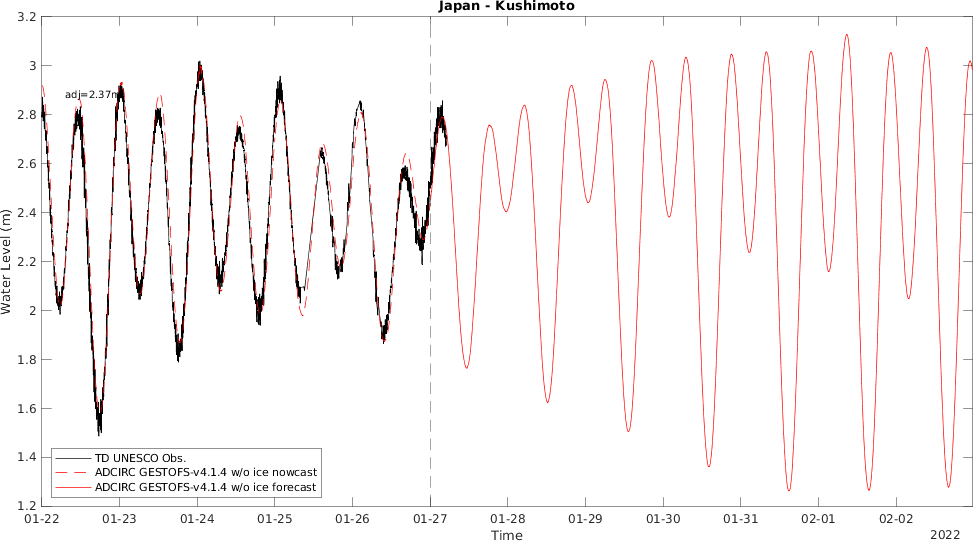 Japan - Kushimoto
3.2
3
2.8
2.6
2.4
2.2
2
1.8
1.6
1.4
1.2
Water Level (m)
adj=2.37m
TD UNESCO Obs.
ADCIRC GESTOFS-v4.1.4 w/o ice nowcast
ADCIRC GESTOFS-v4.1.4 w/o ice forecast
01-22 01-23 01-24 01-25 01-26 01-27 01-28 01-29 01-30 01-31 02-01 02-02
Time
2022